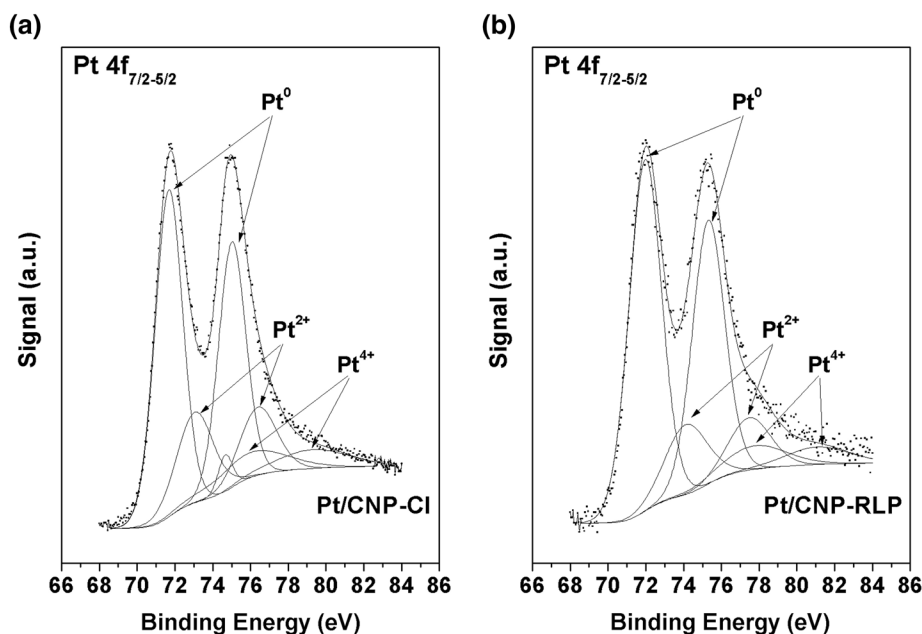 (a)
Pt 4f7/2-5/2
Pt0
Pt2+
Pt4+
Pt/CNP-CI
Signal (a.u.)
66 68 70 72 74 76 78 80 82 84 86
Binding Energy (eV)
(b)
Pt 4f7/2-5/2
Pt0
Pt2+
Pt4+
Pt/CNP-RLP
Signal (a.u.)
66 68 70 72 74 76 78 80 82 84 86
Binding Energy (eV)